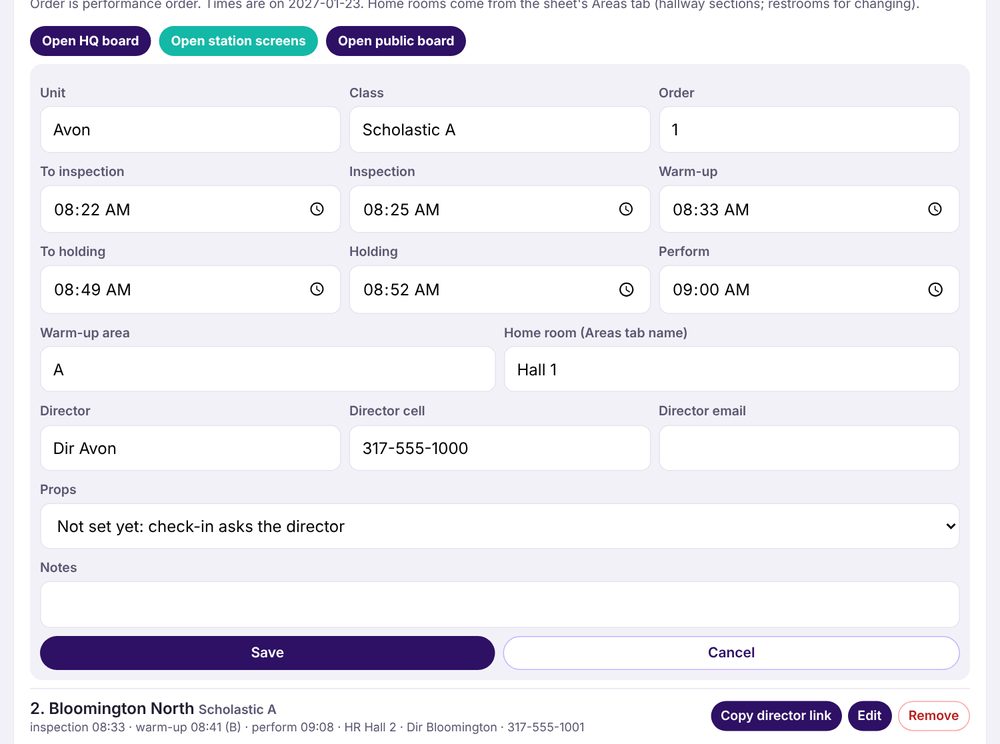 Order is performance order. Times are on 2027-01-23. Home rooms come from the sheet's Areas tab (hallway sections; restrooms for changing).
Open HQ board Open station screens Open public board
Unit Class Order
Avon Scholastic A 1
To inspection Inspection Warm-up
08:22 AM 08:25 AM 08:33 AM
To holding Holding Perform
08:49 AM 08:52 AM 09:00 AM
Warm-up area Home room (Areas tab name)
A Hall 1
Director Director cell Director email
Dir Avon 317-555-1000
Props
Not set yet: check-in asks the director
Notes
Save Cancel
2. Bloomington North Scholastic A
inspection 08:33 · warm-up 08:41 (B) · perform 09:08 · HR Hall 2 · Dir Bloomington · 317-555-1001
Copy director link Edit Remove